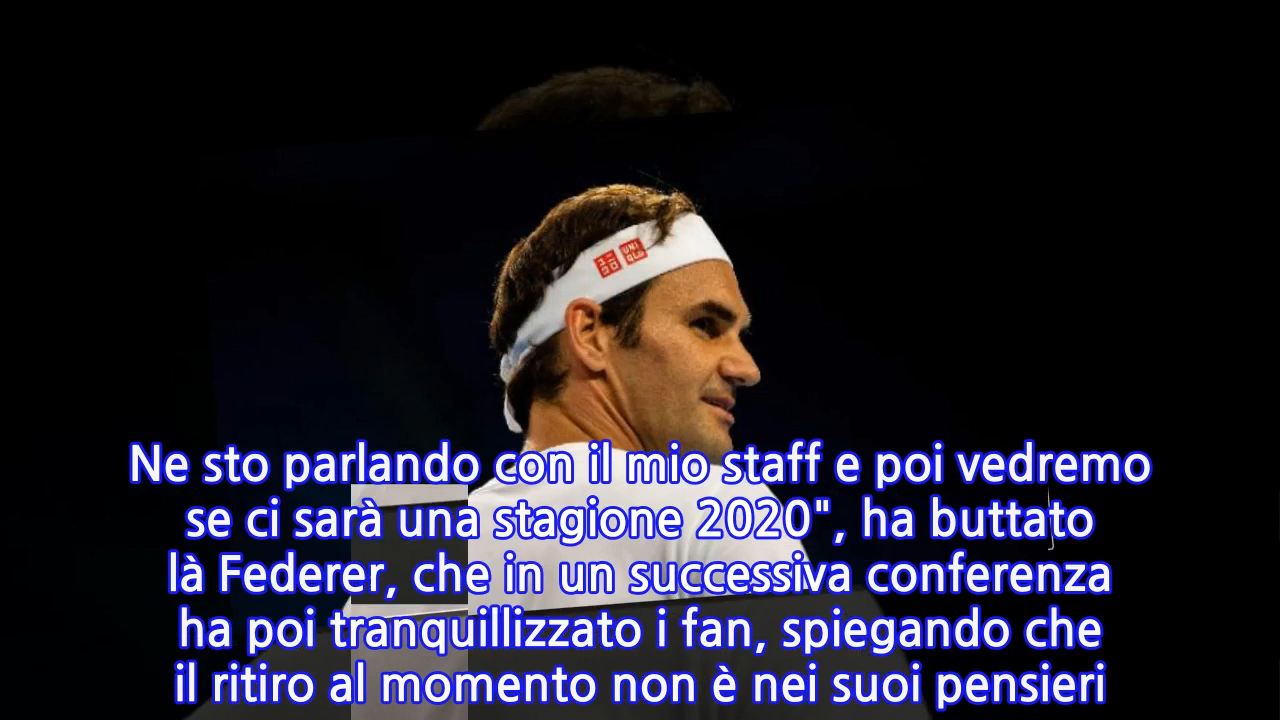 UNI
QLO
Ne sto parlando con il mio staff e poi vedremo
se ci sarà una stagione 2020", ha buttato
là Federer, che in un successiva conferenza
ha poi tranquillizzato i fan, spiegando che
il ritiro al momento non è nei suoi pensieri